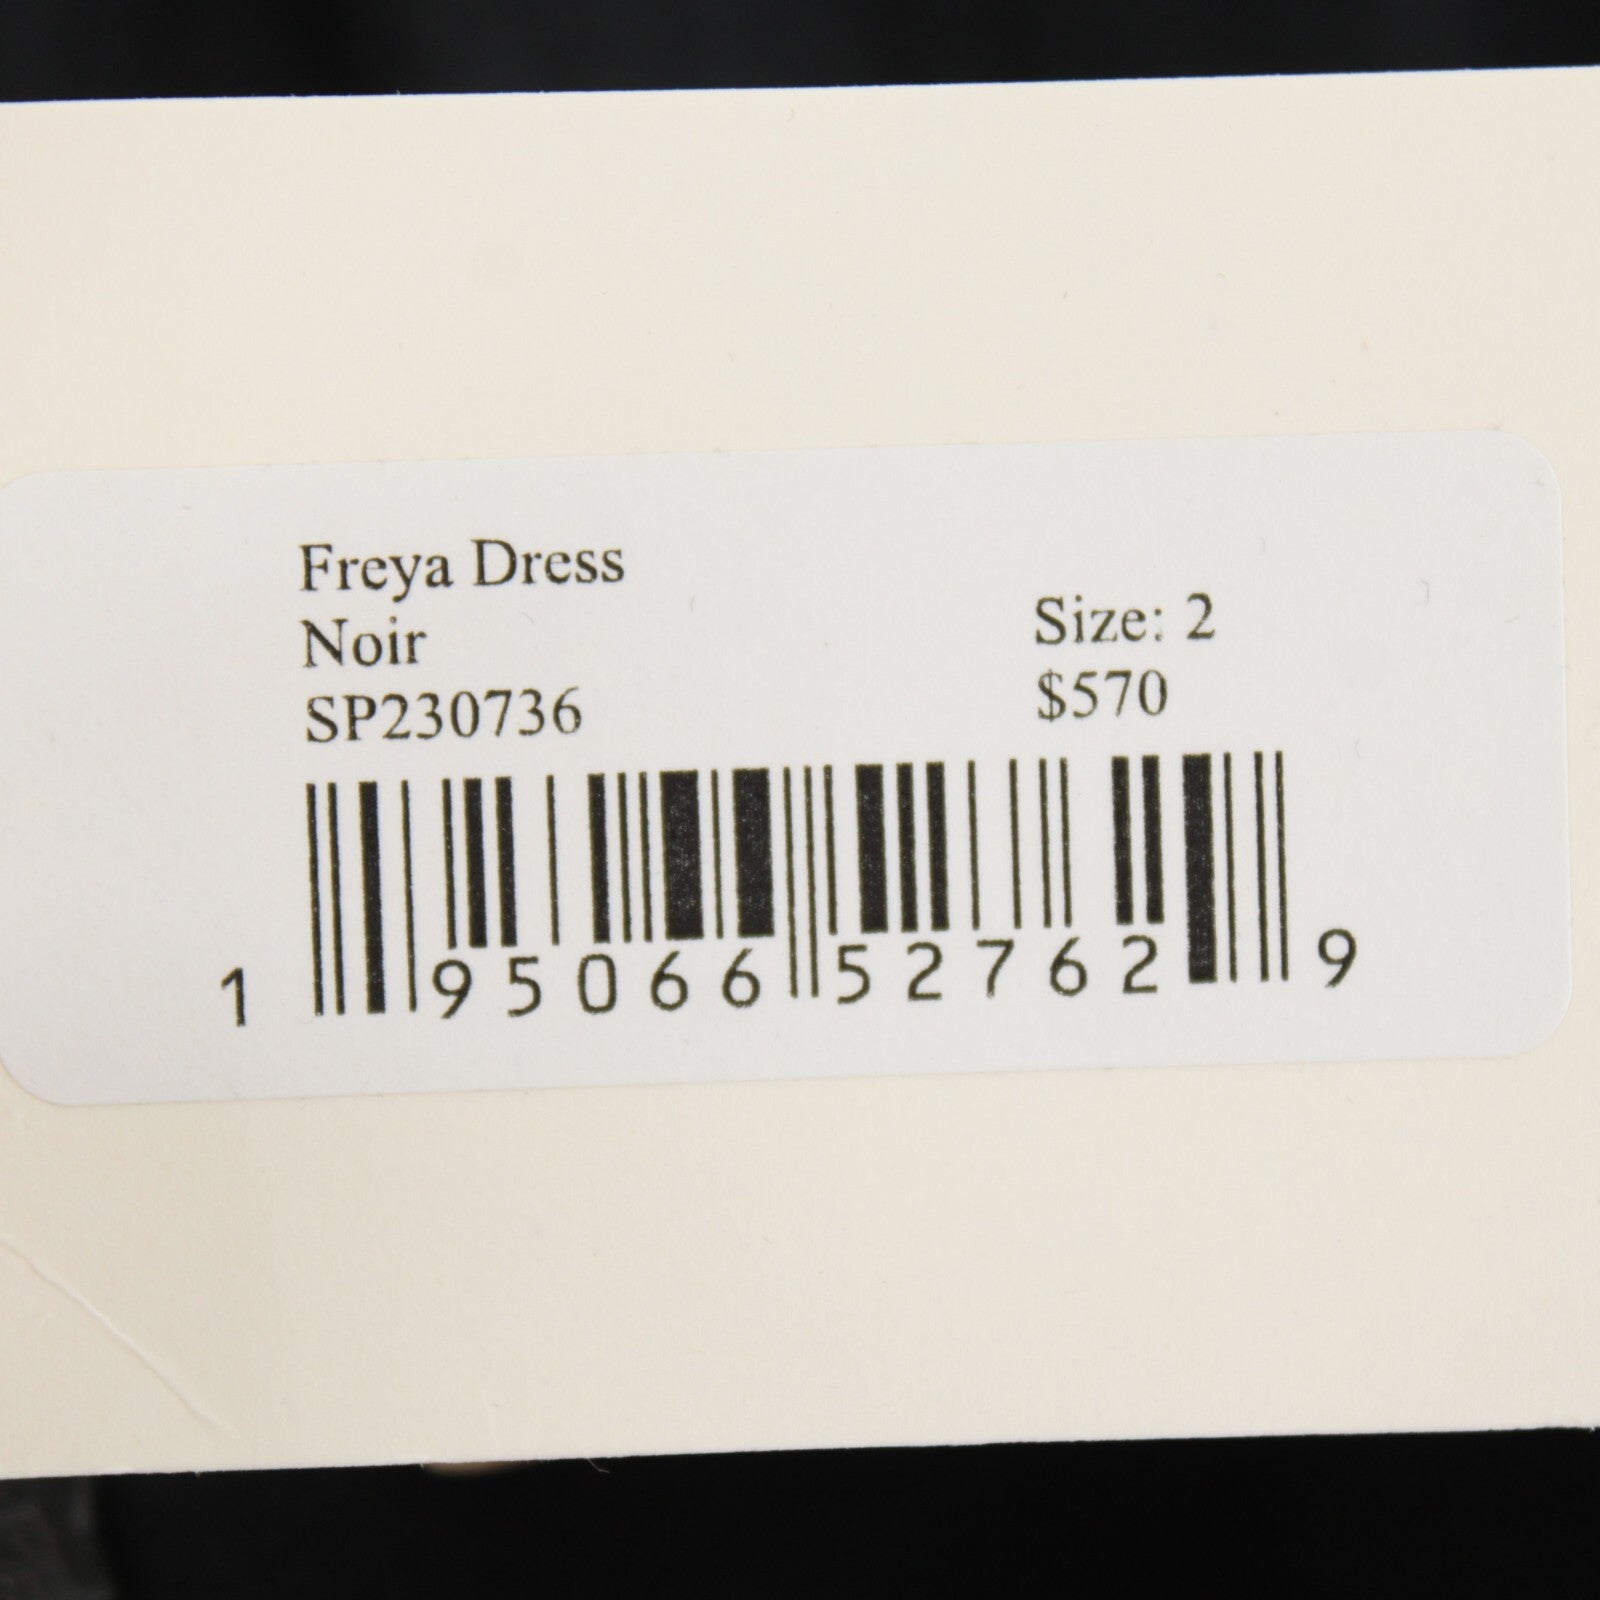 Freya Dress
Noir
SP230736
Size: 2
$570
1 95066 52762 9